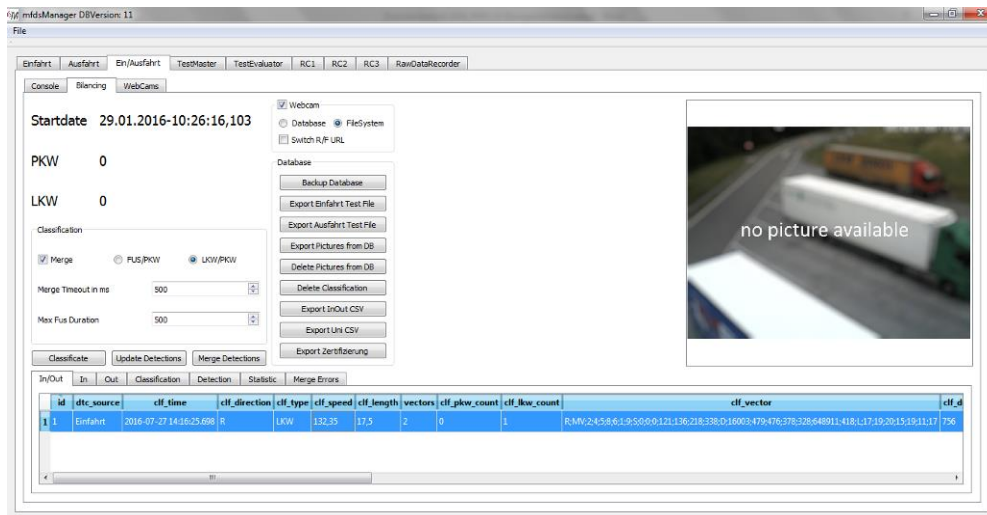 mfdsManager DBVersion: 11
File
Einfahrt Ausfahrt Ein/Ausfahrt TestMaster TestEvaluator RC1 RC2 RC3 RawDataRecorder
Console Bilancing WebCams
Startdate 29.01.2016-10:26:16,103
PKW 0
LKW 0
Classification
Merge FUS/PKW LKW/PKW
Merge Timeout in ms 500
Max Fus Duration 500
Classificate Update Detections Merge Detections
Webcam
Database FileSystem
Switch R/F URL
Database
Backup Database
Export Einfahrt Test File
Export Ausfahrt Test File
Export Pictures from DB
Delete Pictures from DB
Delete Classification
Export InOut CSV
Export Uni CSV
Export Zertifizierung
no picture available
In/Out In Out Classification Detection Statistic Merge Errors
id dtc_source clf_time clf_direction clf_type clf_speed clf_length vectors clf_pkw_count clf_lkw_count clf_vector clf_d
1 1 Einfahrt 2016-07-27 14:16:25.698 R LKW 132,35 17,5 2 0 1 R;MV;2;4;5;8;6;1;9;S;0;0;0;121;136;218;338;D;16003;479;476;378;328;648911;418;L;17;19;20;15;19;11;17 756